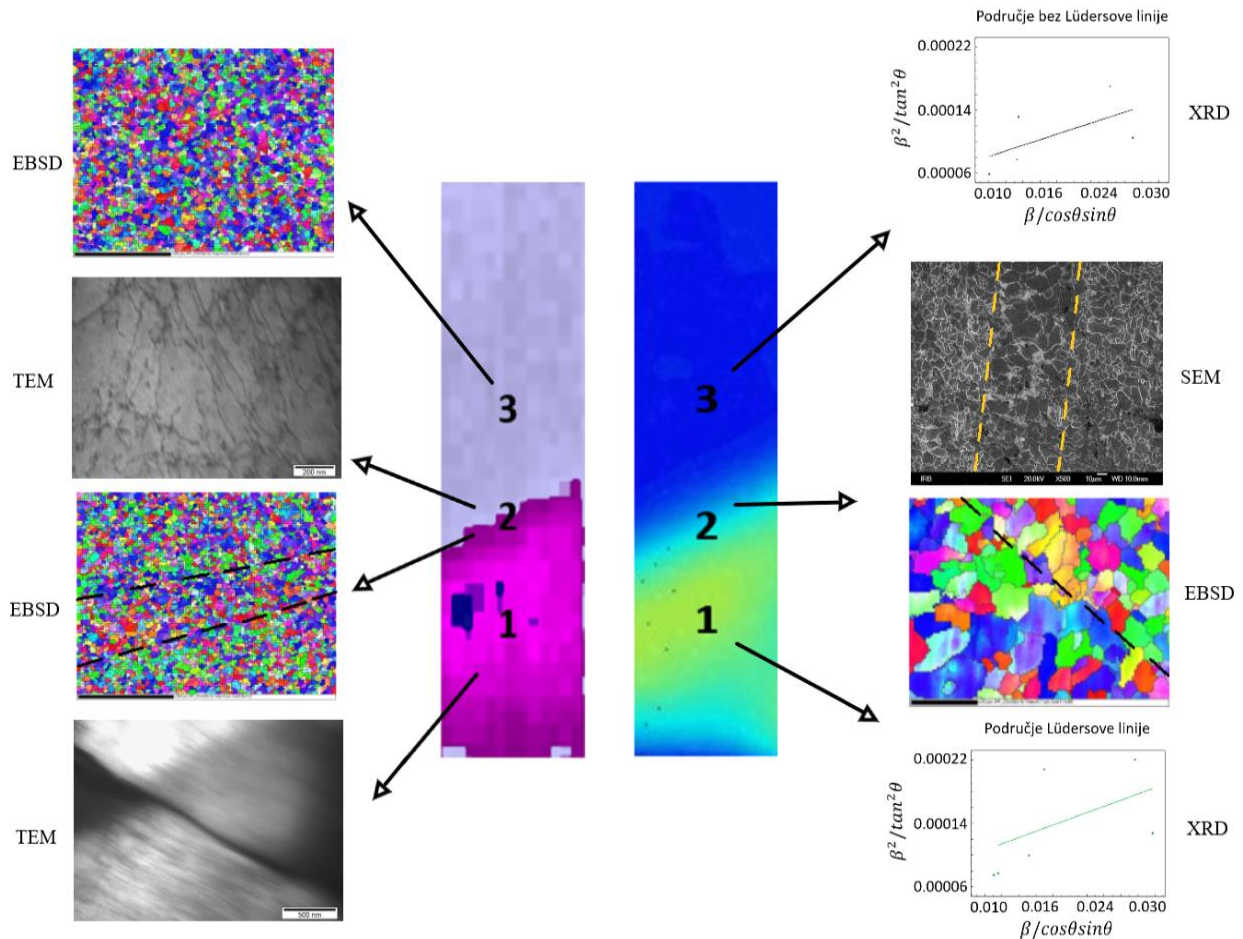 EBSD
TEM
200 nm
EBSD
TEM
500 nm
3
2
1
3
2
1
Područje bez Lüdersove linije
0.00022
0.00014
0.00006
β²/tan²θ
0.010 0.016 0.024 0.030
β/cosθsinθ
XRD
IRB SEI 20.0kV X500 10µm WD 10.0mm
SEM
EBSD
Područje Lüdersove linije
0.00022
0.00014
0.00006
β²/tan²θ
0.010 0.016 0.024 0.030
β/cosθsinθ
XRD